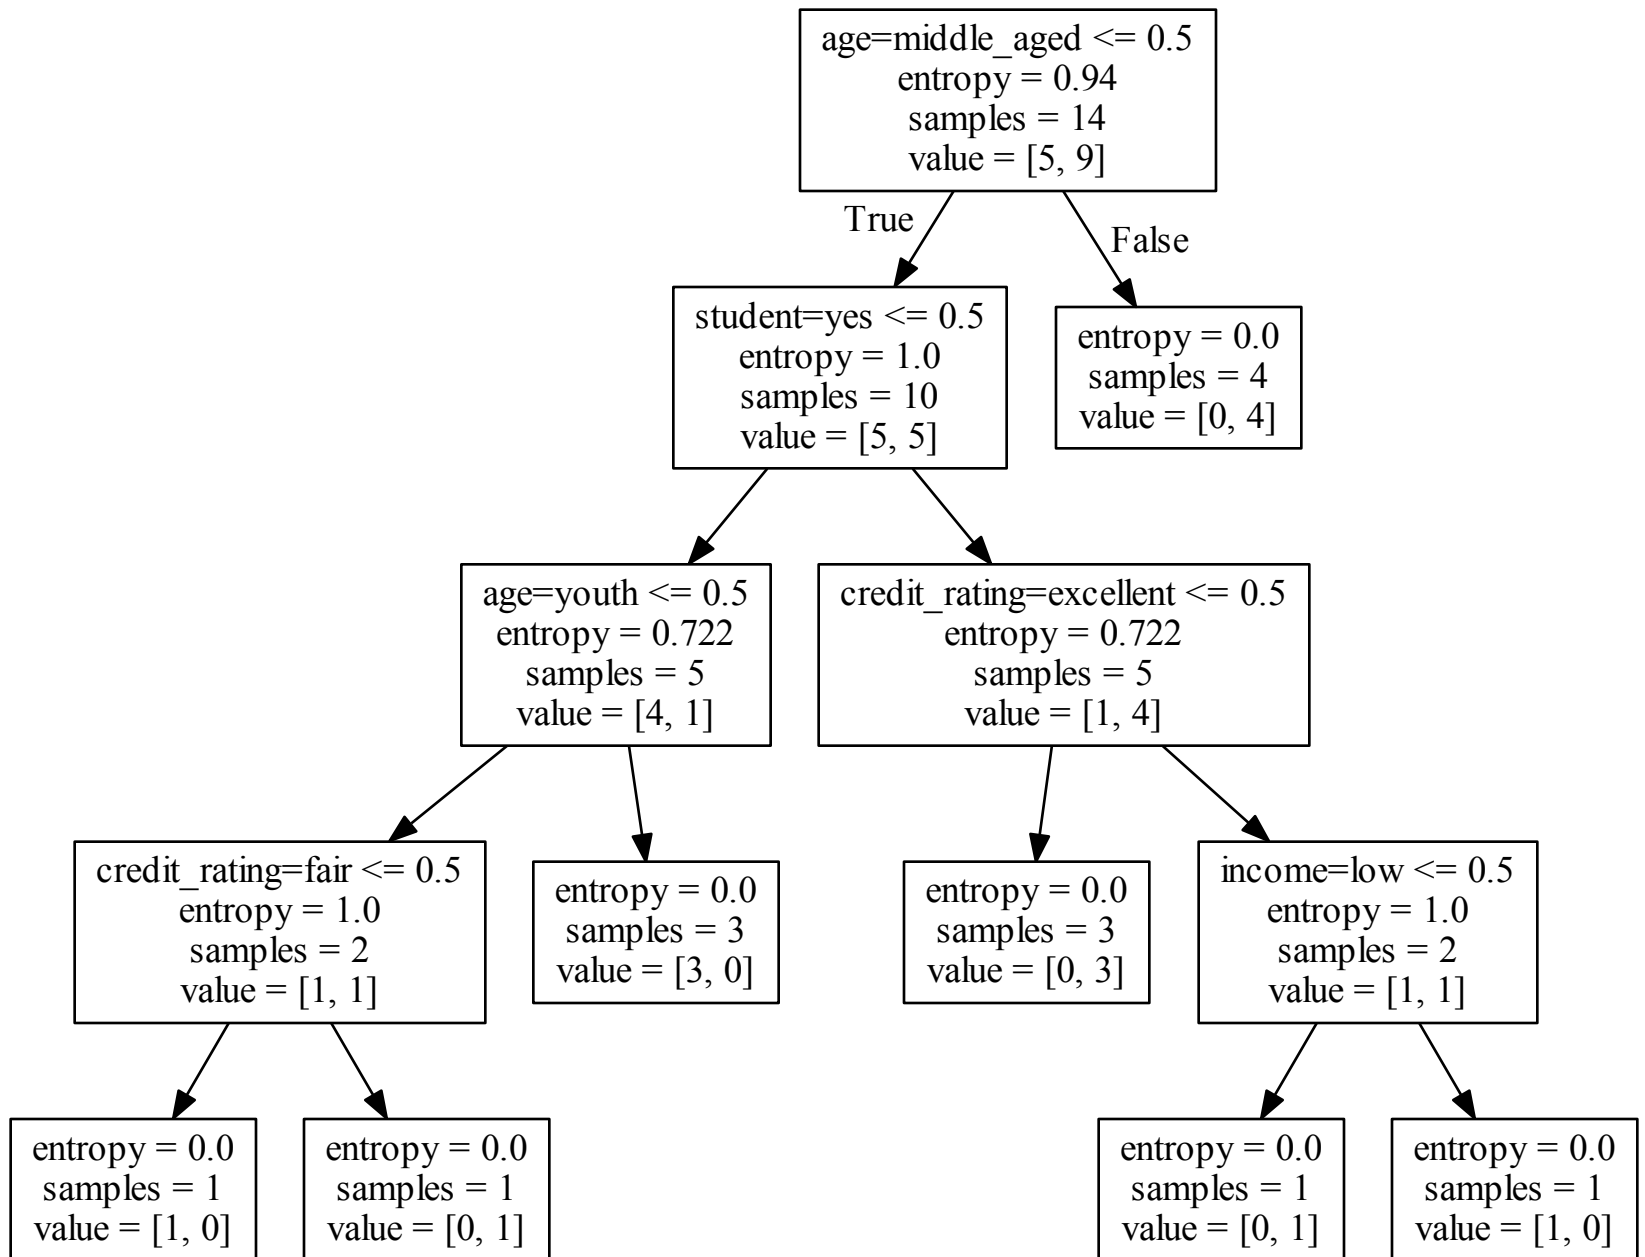 age=middle_aged <= 0.5
entropy = 0.94
samples = 14
value = [5, 9]
True
False
student=yes <= 0.5
entropy = 1.0
samples = 10
value = [5, 5]
entropy = 0.0
samples = 4
value = [0, 4]
age=youth <= 0.5
entropy = 0.722
samples = 5
value = [4, 1]
credit_rating=excellent <= 0.5
entropy = 0.722
samples = 5
value = [1, 4]
credit_rating=fair <= 0.5
entropy = 1.0
samples = 2
value = [1, 1]
entropy = 0.0
samples = 3
value = [3, 0]
entropy = 0.0
samples = 3
value = [0, 3]
income=low <= 0.5
entropy = 1.0
samples = 2
value = [1, 1]
entropy = 0.0
samples = 1
value = [1, 0]
entropy = 0.0
samples = 1
value = [0, 1]
entropy = 0.0
samples = 1
value = [0, 1]
entropy = 0.0
samples = 1
value = [1, 0]